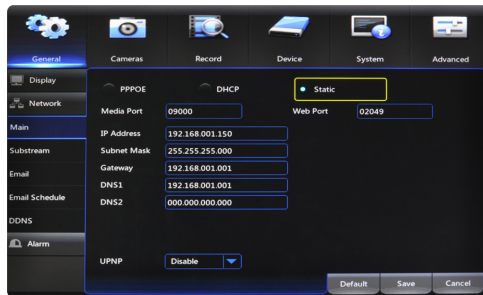 General Cameras Record Device System Advanced
Display
Network
Main
Substream
Email
Email Schedule
DDNS
Alarm
PPPOE DHCP Static
Media Port 09000 Web Port 02049
IP Address 192.168.001.150
Subnet Mask 255.255.255.000
Gateway 192.168.001.001
DNS1 192.168.001.001
DNS2 000.000.000.000
UPNP Disable
Default Save Cancel